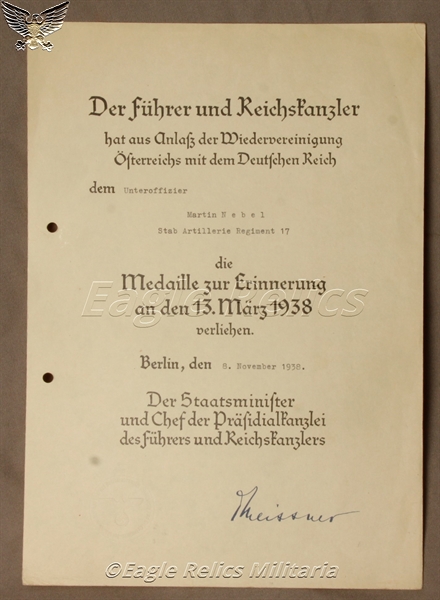 Der Führer und Reichskanzler
hat aus Anlaß der Wiedervereinigung
Österreichs mit dem Deutschen Reich
dem Unteroffizier
Martin N e b e l
Stab Artillerie Regiment 17
die
Medaille zur Erinnerung
an den 13. März 1938
Eagle Relics
verliehen.
Berlin, den 8. November 1938.
Der Staatsminister
und Chef der Präsidialkanzlei
des Führers und Reichskanzlers
Meissner
©Eagle Relics Militaria